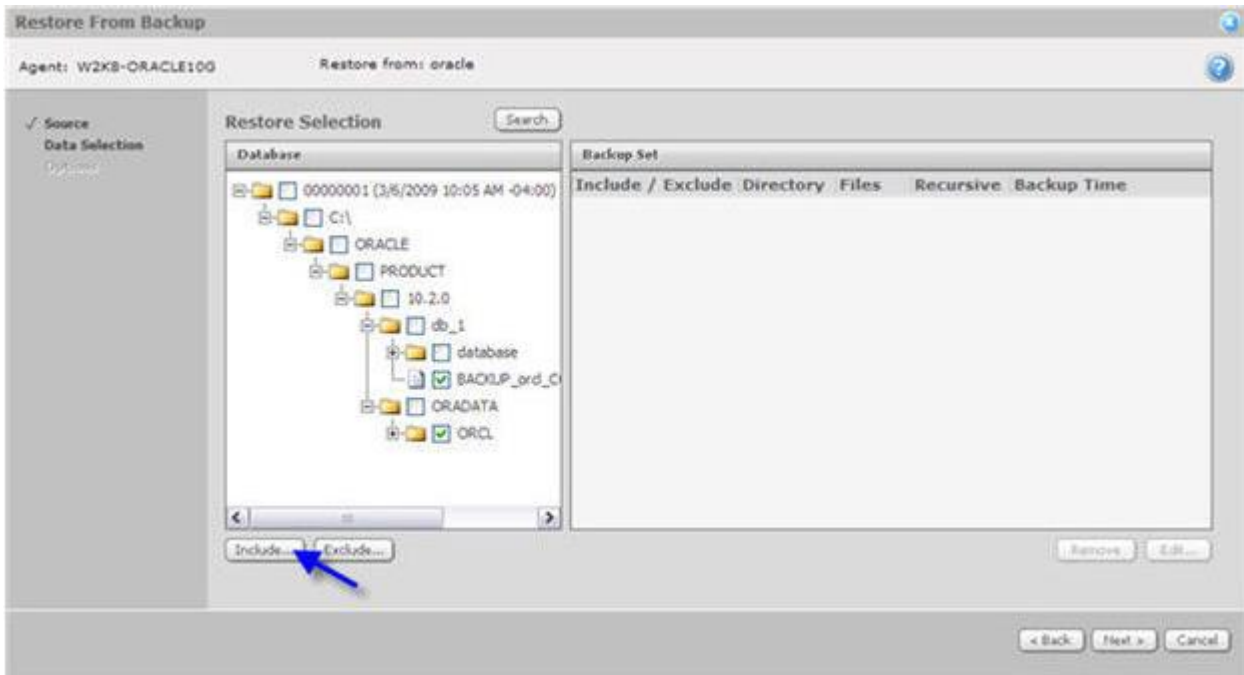 Restore From Backup
Agent: W2K8-ORACLE10G
Restore from: oracle
✓ Source
Data Selection
Options
Restore Selection
Search
Database
00000001 (3/6/2009 10:05 AM -04:00)
C:\
ORACLE
PRODUCT
10.2.0
db_1
database
BACKUP_orcl_C
ORADATA
ORCL
Include...
Exclude...
Backup Set
Include / Exclude Directory Files Recursive Backup Time
Remove
Edit...
< Back
Next >
Cancel